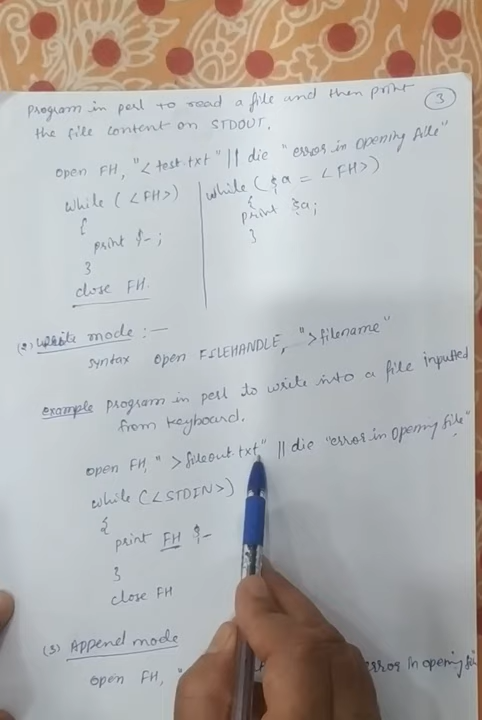 Program in perl to read a file and then print
the file content on STDOUT.
3
open FH, "< test.txt" || die "error in opening file"
while ( <FH> )
{
print $_ ;
}
close FH.
while ( $a = <FH> )
{
print $a;
}
(2) Write mode :—
syntax open FILEHANDLE, ">filename"
example Program in perl to write into a file inputted
from keyboard.
open FH, " > fileout.txt" || die "error in opening file"
while ( <STDIN> )
{
print FH $_
}
close FH
(3) Append mode
open FH, " error in opening